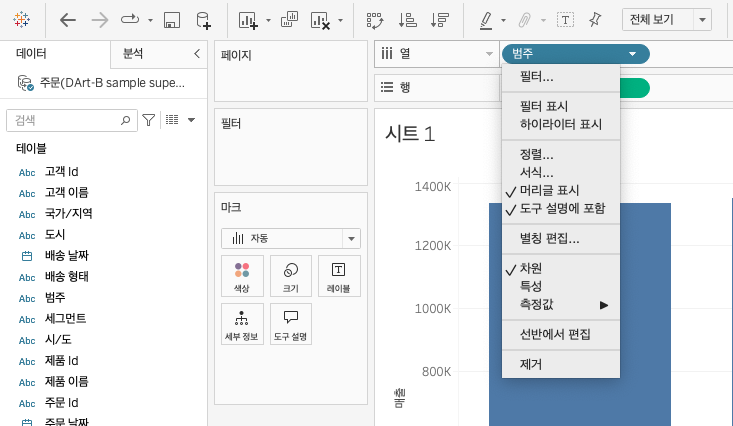 전체 보기
데이터
분석
주문(DArt-B sample supe...
검색
테이블
Abc 고객 Id
Abc 고객 이름
Abc 국가/지역
Abc 도시
배송 날짜
Abc 배송 형태
Abc 범주
Abc 세그먼트
Abc 시/도
Abc 제품 Id
Abc 제품 이름
Abc 주문 Id
주문 날짜
페이지
필터
마크
자동
색상
크기
T
레이블
세부 정보
도구 설명
열
범주
행
시트 1
1400K
1200K
1000K
800K
매출
필터...
필터 표시
하이라이터 표시
정렬...
서식...
머리글 표시
도구 설명에 포함
별칭 편집...
차원
특성
측정값
선반에서 편집
제거